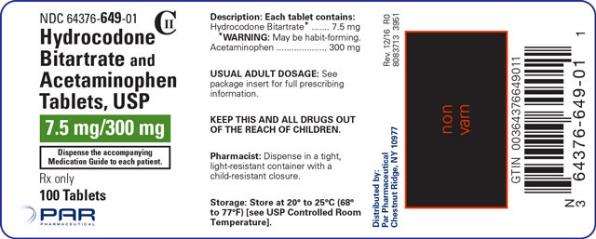 NDC 64376-649-01
CII
Hydrocodone
Bitartrate and
Acetaminophen
Tablets, USP
7.5 mg/300 mg
Dispense the accompanying
Medication Guide to each patient.
Rx only
100 Tablets
PAR
PHARMACEUTICAL
Description: Each tablet contains:
Hydrocodone Bitartrate* ....... 7.5 mg
*WARNING: May be habit-forming.
Acetaminophen .................... 300 mg
USUAL ADULT DOSAGE: See
package insert for full prescribing
information.
KEEP THIS AND ALL DRUGS OUT
OF THE REACH OF CHILDREN.
Pharmacist: Dispense in a tight,
light-resistant container with a
child-resistant closure.
Storage: Store at 20° to 25°C (68°
to 77°F) [see USP Controlled Room
Temperature].
Rev. 12/16 R0
8083713 3951
Distributed by:
Par Pharmaceutical
Chestnut Ridge, NY 10977
non
varn
GTIN 00364376649011
N
3 64376-649-01 1